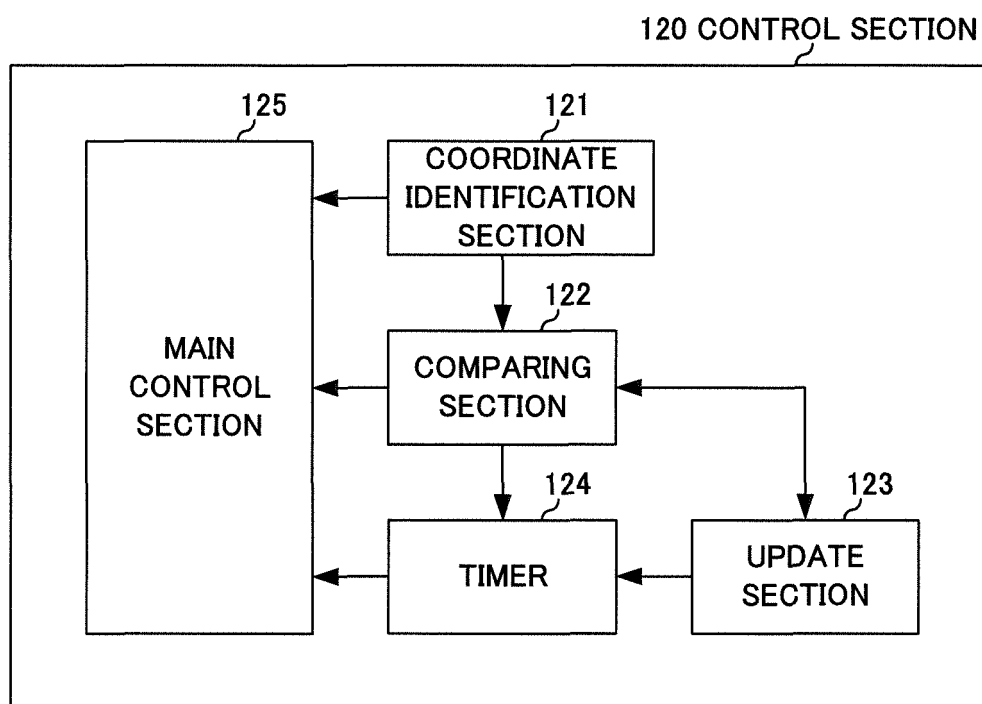 120 CONTROL SECTION
125
121
COORDINATE
IDENTIFICATION
SECTION
122
MAIN
CONTROL
SECTION
COMPARING
SECTION
124
123
TIMER
UPDATE
SECTION